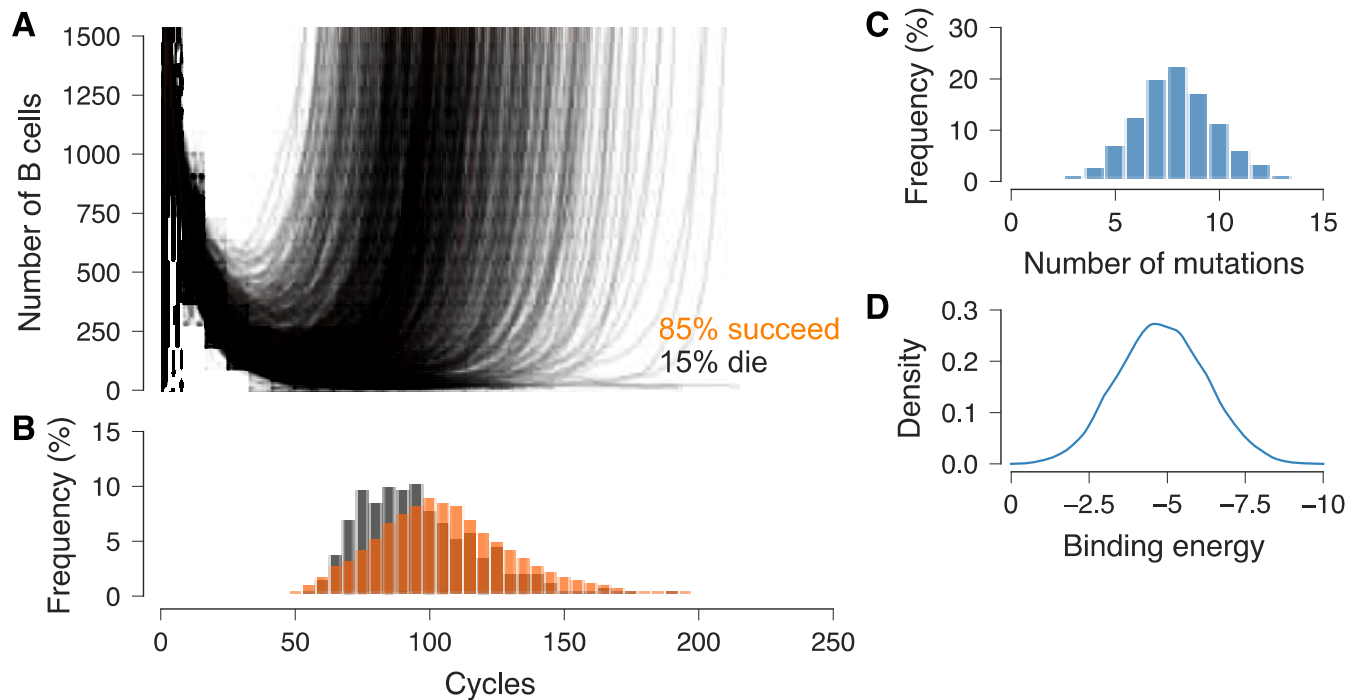 A
1500
1250
1000
750
500
250
0
Number of B cells
85% succeed
15% die
B
15
10
5
0
Frequency (%)
0 50 100 150 200 250
Cycles
C
30
20
10
0
Frequency (%)
0 5 10 15
Number of mutations
D
0.3
0.2
0.1
0.0
Density
0 −2.5 −5 −7.5 −10
Binding energy